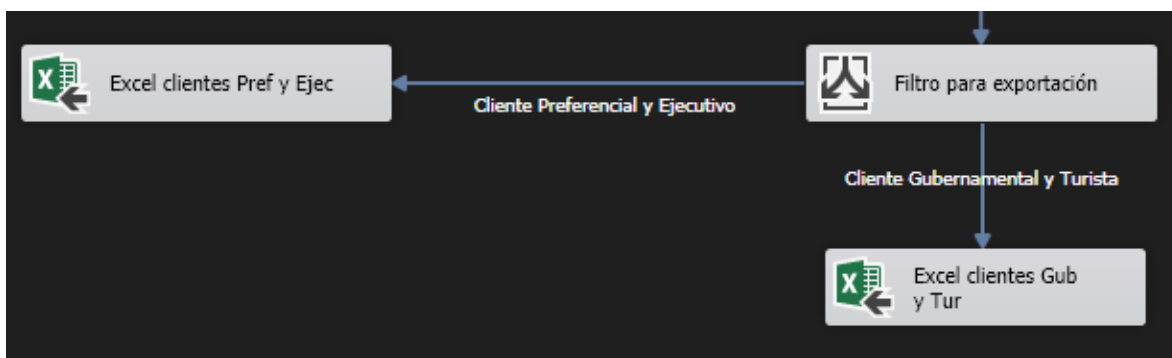 Excel clientes Pref y Ejec
Cliente Preferencial y Ejecutivo
Filtro para exportación
Cliente Gubernamental y Turista
Excel clientes Gub
y Tur